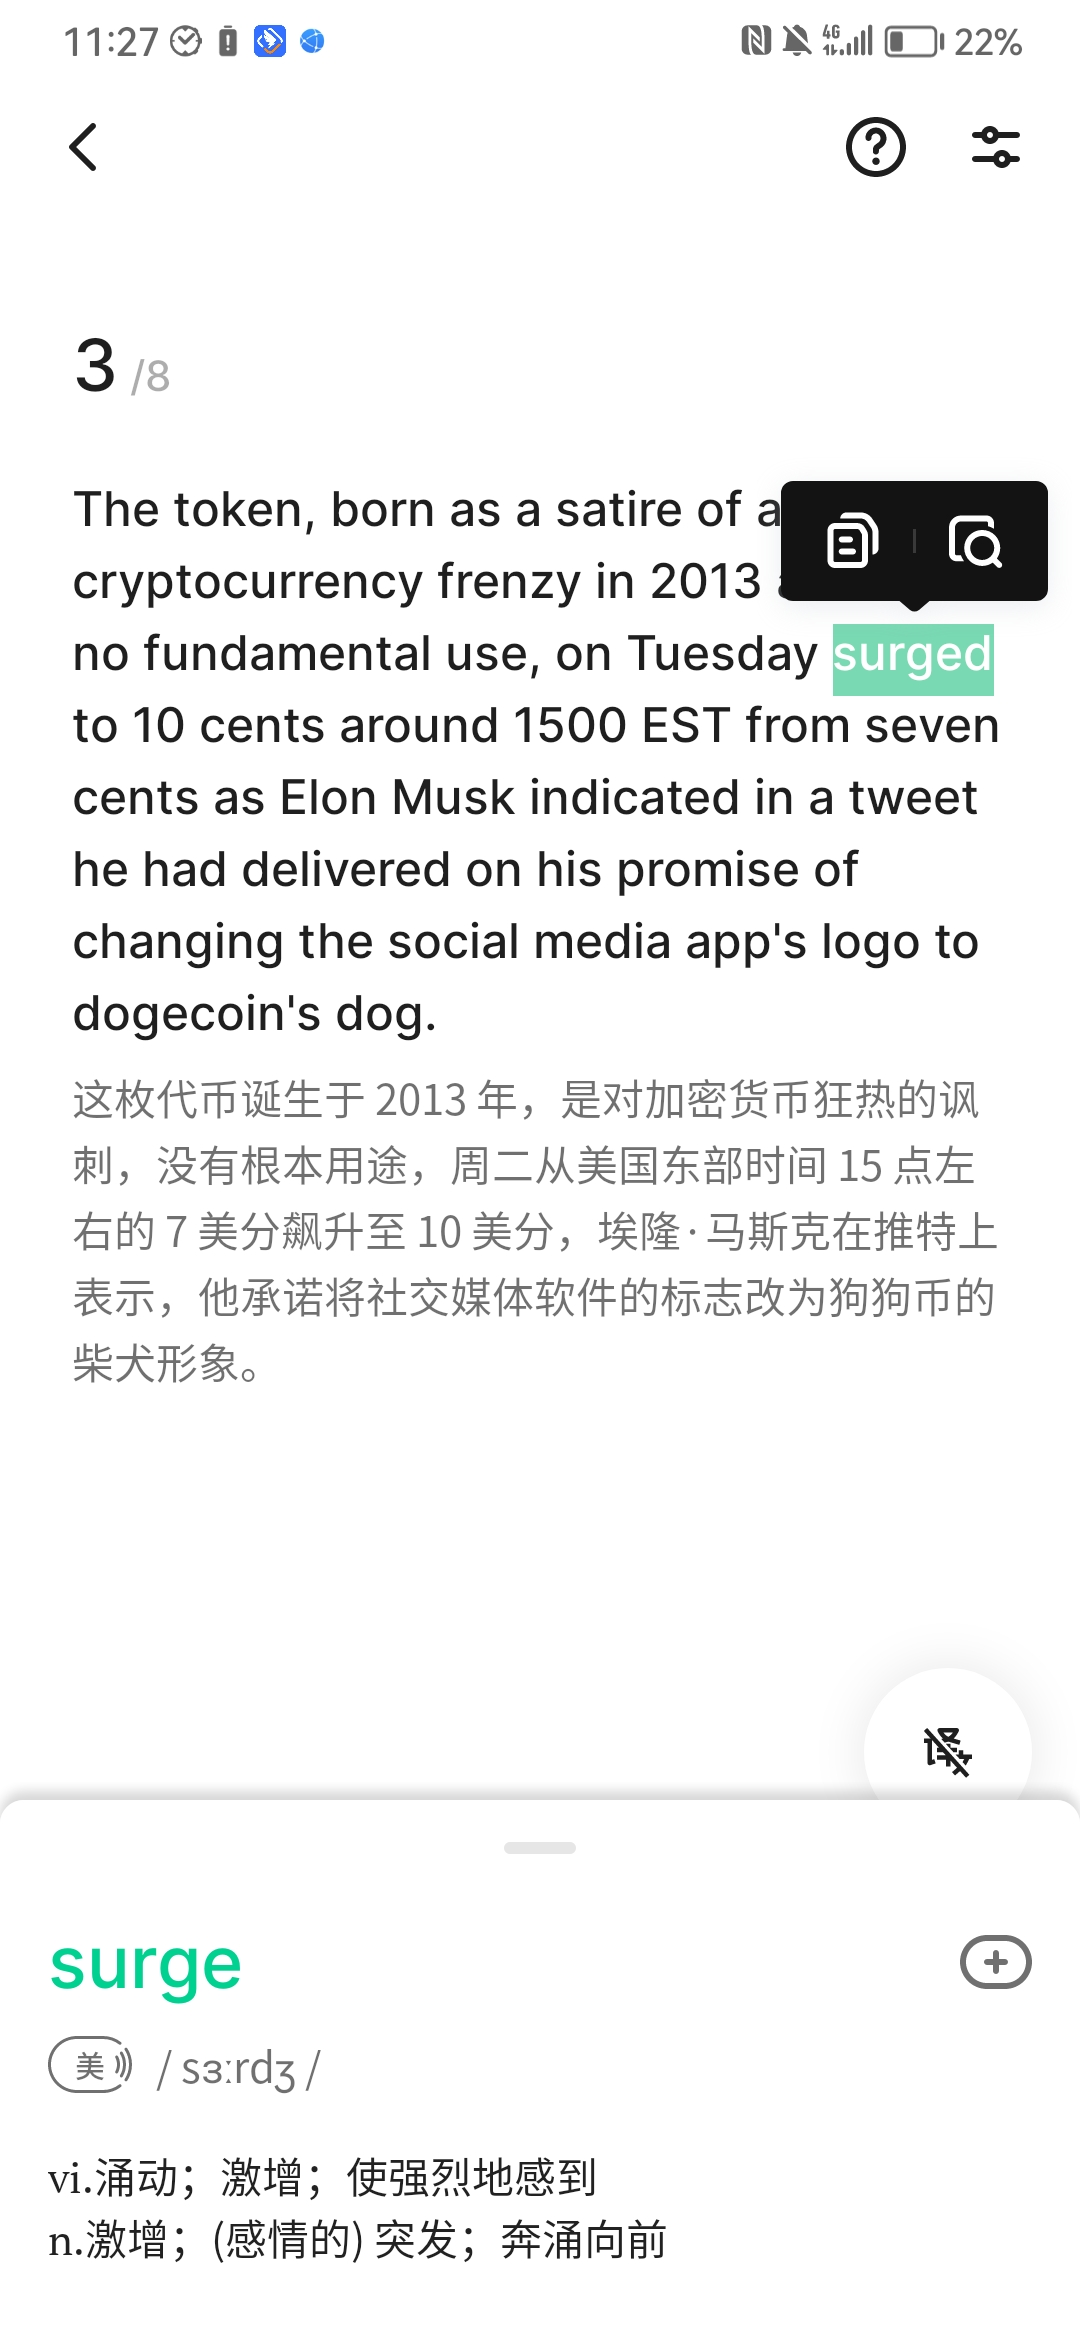 11:27
4G
22%
3 /8
The token, born as a satire of a
cryptocurrency frenzy in 2013
no fundamental use, on Tuesday surged
to 10 cents around 1500 EST from seven
cents as Elon Musk indicated in a tweet
he had delivered on his promise of
changing the social media app's logo to
dogecoin's dog.
这枚代币诞生于 2013 年，是对加密货币狂热的讽
刺，没有根本用途，周二从美国东部时间 15 点左
右的 7 美分飙升至 10 美分，埃隆·马斯克在推特上
表示，他承诺将社交媒体软件的标志改为狗狗币的
柴犬形象。
surge
美 / sɜːrdʒ /
vi.涌动；激增；使强烈地感到
n.激增；(感情的) 突发；奔涌向前